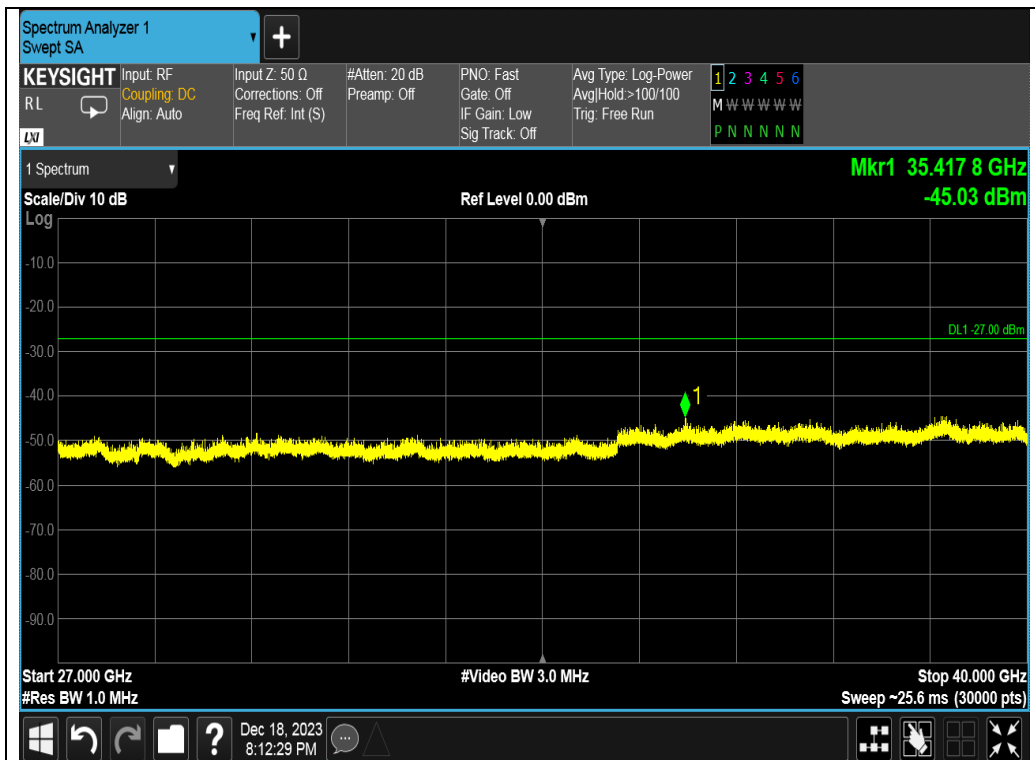 Spectrum Analyzer 1
Swept SA
+
KEYSIGHT
RL
LXI
Input: RF
Coupling: DC
Align: Auto
Input Z: 50 Ω
Corrections: Off
Freq Ref: Int (S)
#Atten: 20 dB
Preamp: Off
PNO: Fast
Gate: Off
IF Gain: Low
Sig Track: Off
Avg Type: Log-Power
Avg|Hold:>100/100
Trig: Free Run
1 2 3 4 5 6
M W W W W W
P N N N N N
1 Spectrum
Mkr1 35.417 8 GHz
-45.03 dBm
Scale/Div 10 dB
Ref Level 0.00 dBm
Log
-10.0
-20.0
DL1 -27.00 dBm
-30.0
-40.0
1
-50.0
-60.0
-70.0
-80.0
-90.0
Start 27.000 GHz
#Video BW 3.0 MHz
Stop 40.000 GHz
#Res BW 1.0 MHz
Sweep ~25.6 ms (30000 pts)
?
Dec 18, 2023
8:12:29 PM